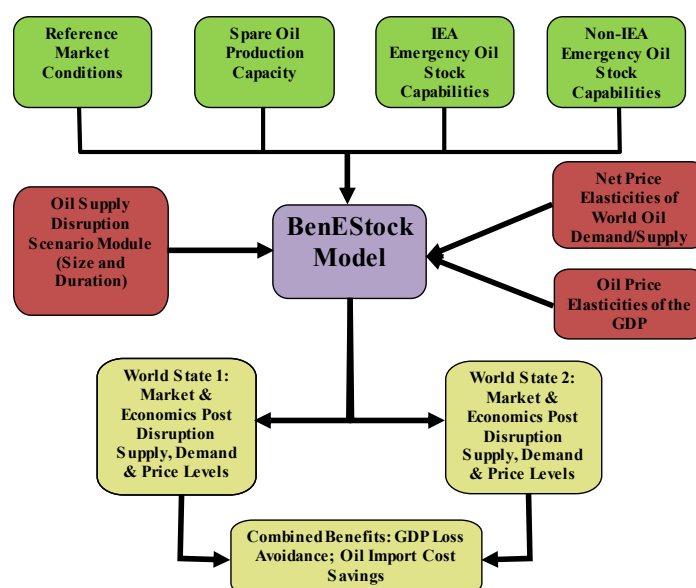 Reference
Market
Conditions
Spare Oil
Production
Capacity
IEA
Emergency Oil
Stock
Capabilities
Non-IEA
Emergency Oil
Stock
Capabilities
Oil Supply
Disruption
Scenario Module
(Size and
Duration)
BenEStock
Model
Net Price
Elasticities of
World Oil
Demand/Supply
Oil Price
Elasticities of the
GDP
World State 1:
Market &
Economics Post
Disruption
Supply, Demand
& Price Levels
World State 2:
Market &
Economics Post
Disruption
Supply, Demand
& Price Levels
Combined Benefits: GDP Loss
Avoidance; Oil Import Cost
Savings